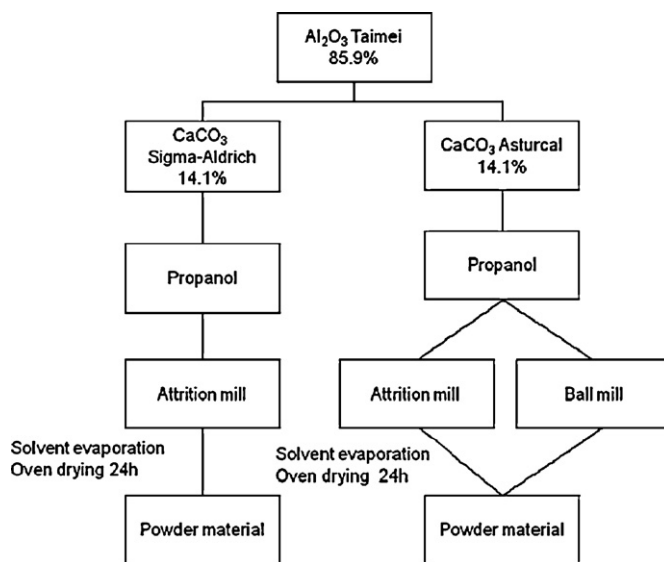 Al₂O₃ Taimei
85.9%
CaCO₃
Sigma-Aldrich
14.1%
CaCO₃ Asturcal
14.1%
Propanol
Propanol
Attrition mill
Attrition mill
Ball mill
Solvent evaporation
Oven drying 24h
Solvent evaporation
Oven drying 24h
Powder material
Powder material